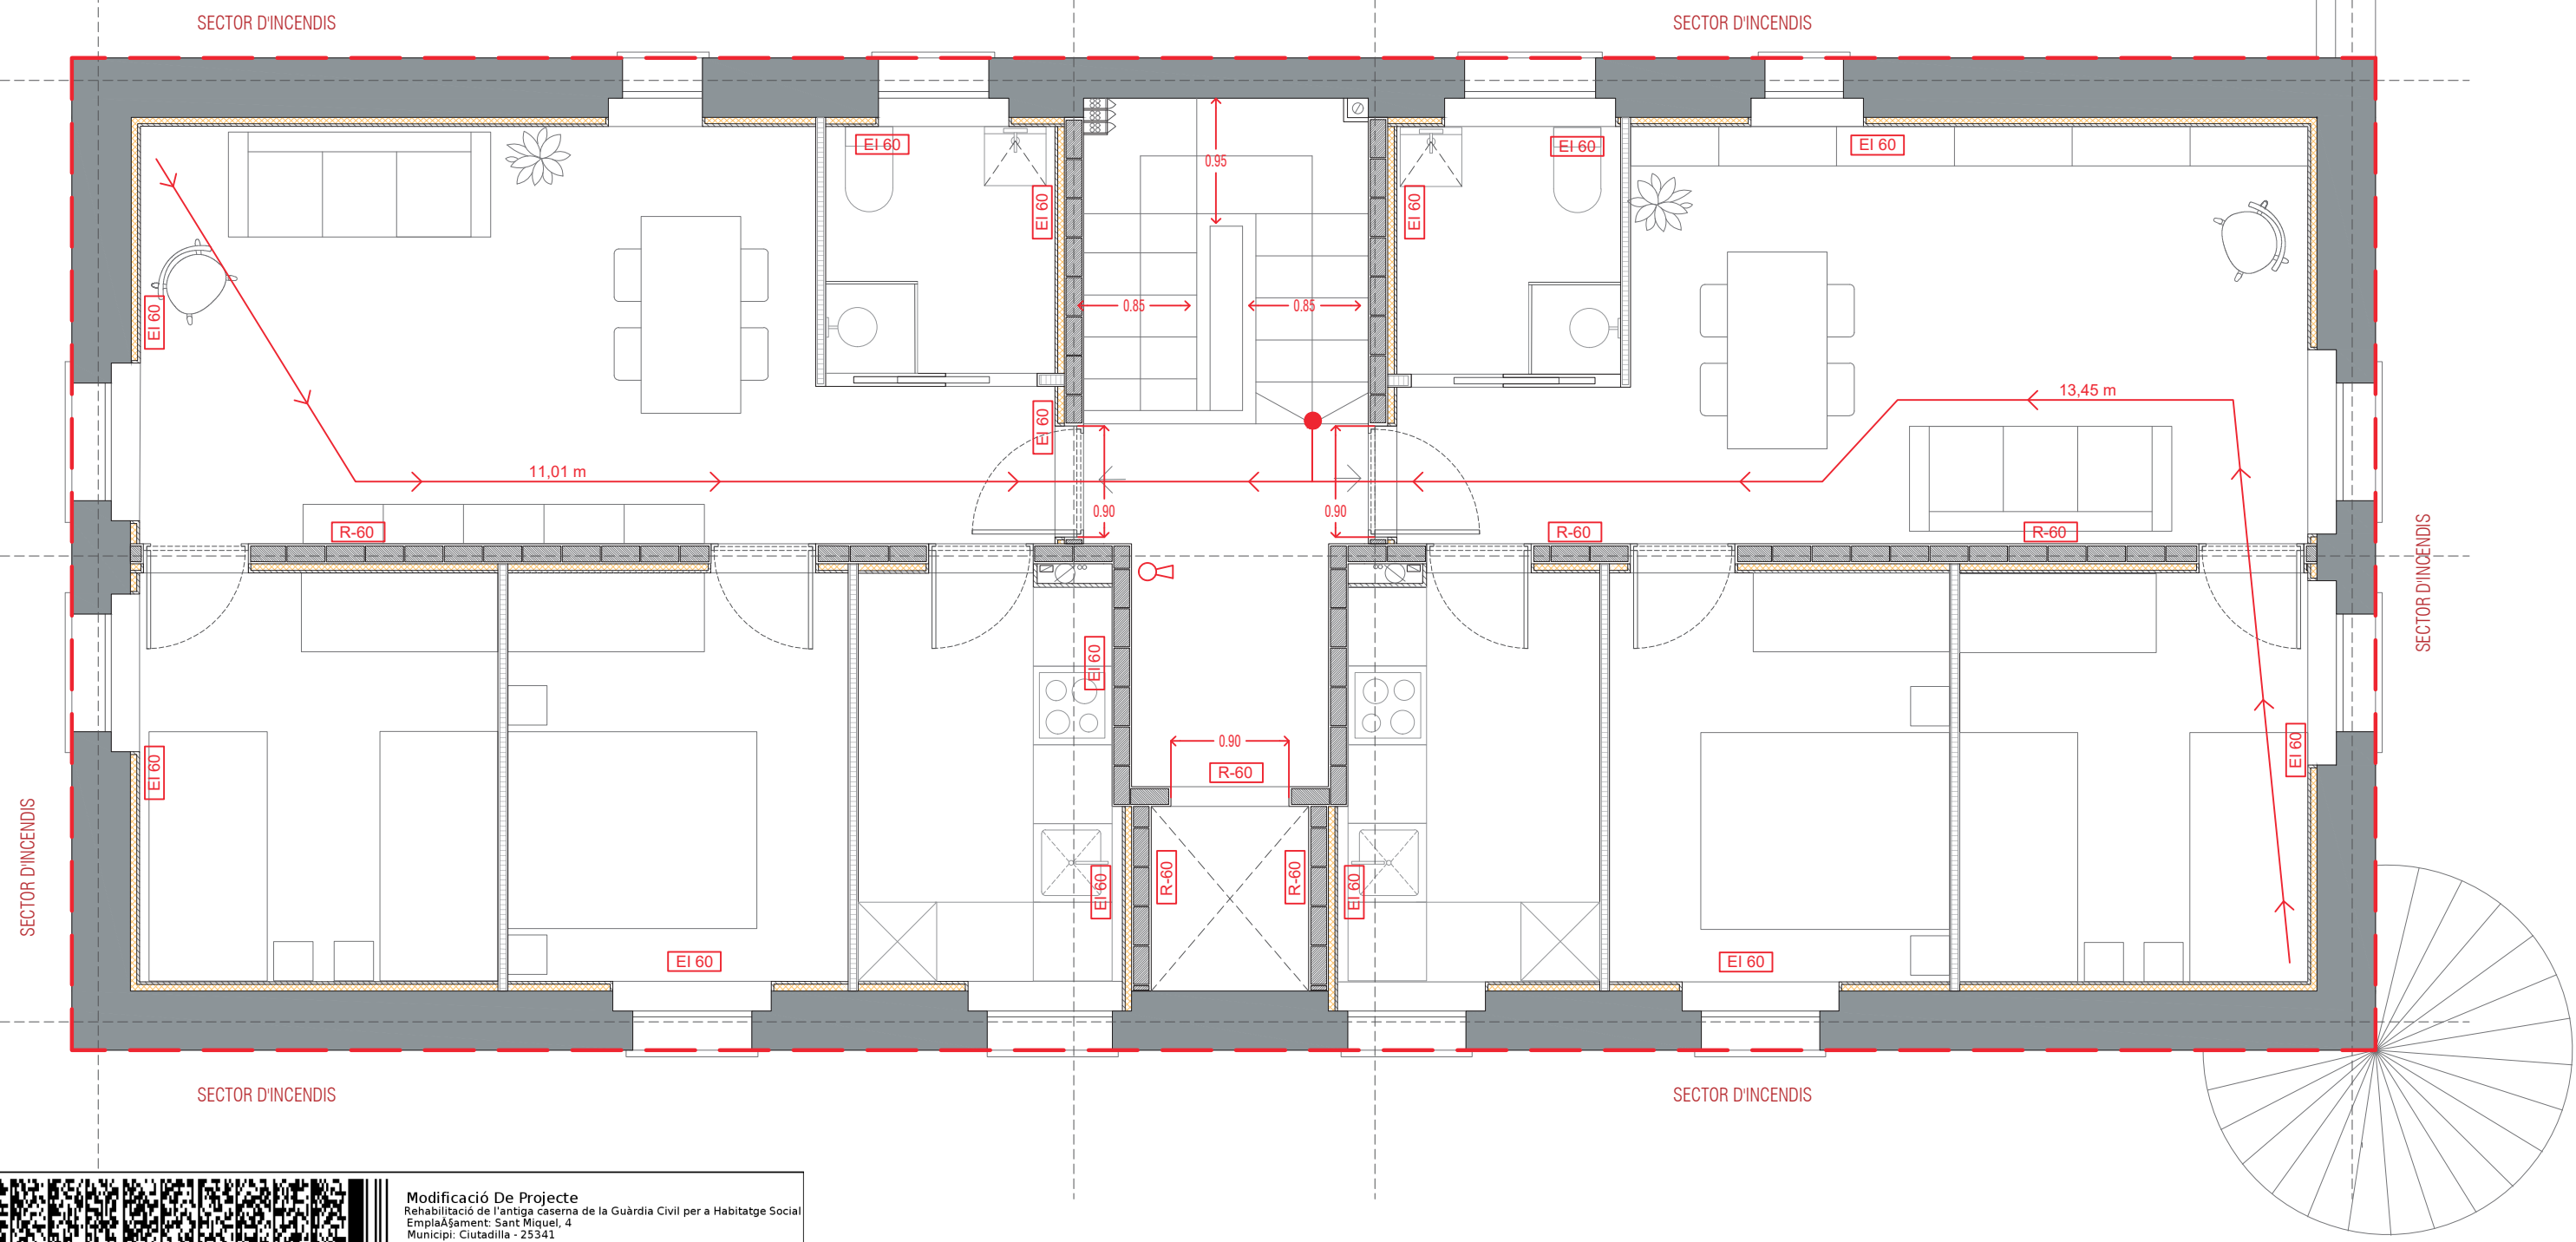 SECTOR D'INCENDIS
SECTOR D'INCENDIS
EI 60
EI 60
EI 60
0.95
EI 60
EI 60
EI 60
EI 60
0.85
0.85
13,45 m
EI 60
11,01 m
0.90
0.90
R-60
R-60
R-60
SECTOR D'INCENDIS
EI 60
0.90
R-60
EI 60
EI 60
SECTOR D'INCENDIS
EI 60
R-60
R-60
EI 60
EI 60
EI 60
SECTOR D'INCENDIS
SECTOR D'INCENDIS
Modificació De Projecte
Rehabilitació de l'antiga caserna de la Guàrdia Civil per a Habitatge Social
EmplaÃ§ament: Sant Miquel, 4
Municipi: Ciutadilla - 25341